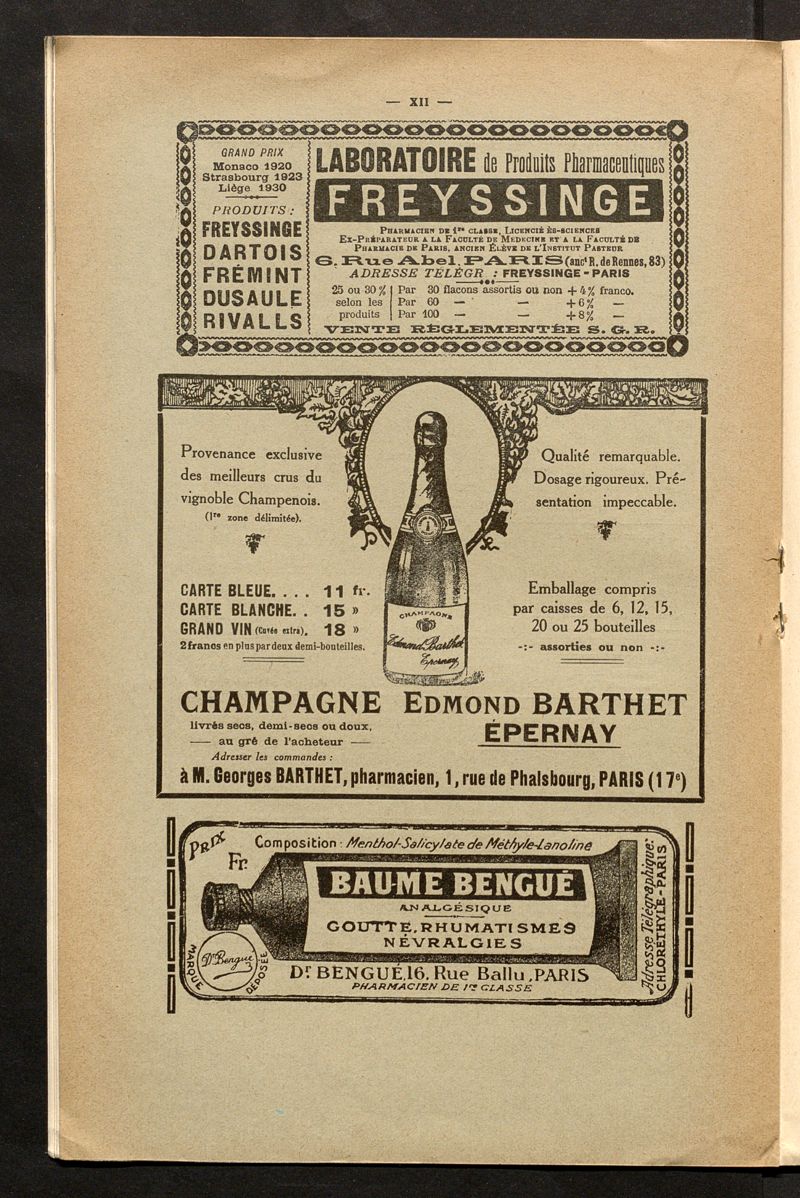 — XII —
GRAND PRIX
Monaco 1920
Strasbourg 1923
Liège 1930
PRODUITS :
FREYSSINGE
DARTOIS
FRÉMINT
DUSAULE
RIVALLS
LABORATOIRE de Produits Pharmaceutiques
FREYSSINGE
PHARMACIEN DE 1re CLASSE, LICENCIÉ ÈS-SCIENCES
EX-PRÉPARATEUR A LA FACULTÉ DE MÉDECINE ET A LA FACULTÉ DE
PHARMACIE DE PARIS, ANCIEN ÉLÈVE DE L'INSTITUT PASTEUR
6, Rue Abel, PARIS (anct R. de Rennes, 83)
ADRESSE TÉLÉGR. : FREYSSINGE - PARIS
25 ou 30 % | Par 30 flacons assortis ou non + 4 % franco.
selon les | Par 60 — — + 6 % —
produits | Par 100 — — + 8 % —
VENTE RÉGLEMENTÉE S. G. R.
Provenance exclusive
des meilleurs crus du
vignoble Champenois.
(1re zone délimitée).
Qualité remarquable.
Dosage rigoureux. Pré-
sentation impeccable.
CARTE BLEUE. . . . 11 fr.
CARTE BLANCHE. . 15 »
GRAND VIN (Cuvée extra). 18 »
2 francs en plus par deux demi-bouteilles.
CHAMPAGNE
Edmond Barthet
Épernay
Emballage compris
par caisses de 6, 12, 15,
20 ou 25 bouteilles
-:- assorties ou non -:-
CHAMPAGNE EDMOND BARTHET
livrés secs, demi-secs ou doux,
— au gré de l'acheteur —
ÉPERNAY
Adresser les commandes :
à M. Georges BARTHET, pharmacien, 1, rue de Phalsbourg, PARIS (17e)
PRIX
Fr.
Composition : Menthol-Salicylate de Méthyle-Lanoline
BAUME BENGUÉ
ANALGÉSIQUE
GOUTTE, RHUMATISMES
NÉVRALGIES
Dr Bengué
MARQUE DÉPOSÉE
Dr. BENGUÉ, 16, Rue Ballu, PARIS
PHARMACIEN DE 1re CLASSE
Adresse Télégraphique:
CHLORÉTHYLE-PARIS